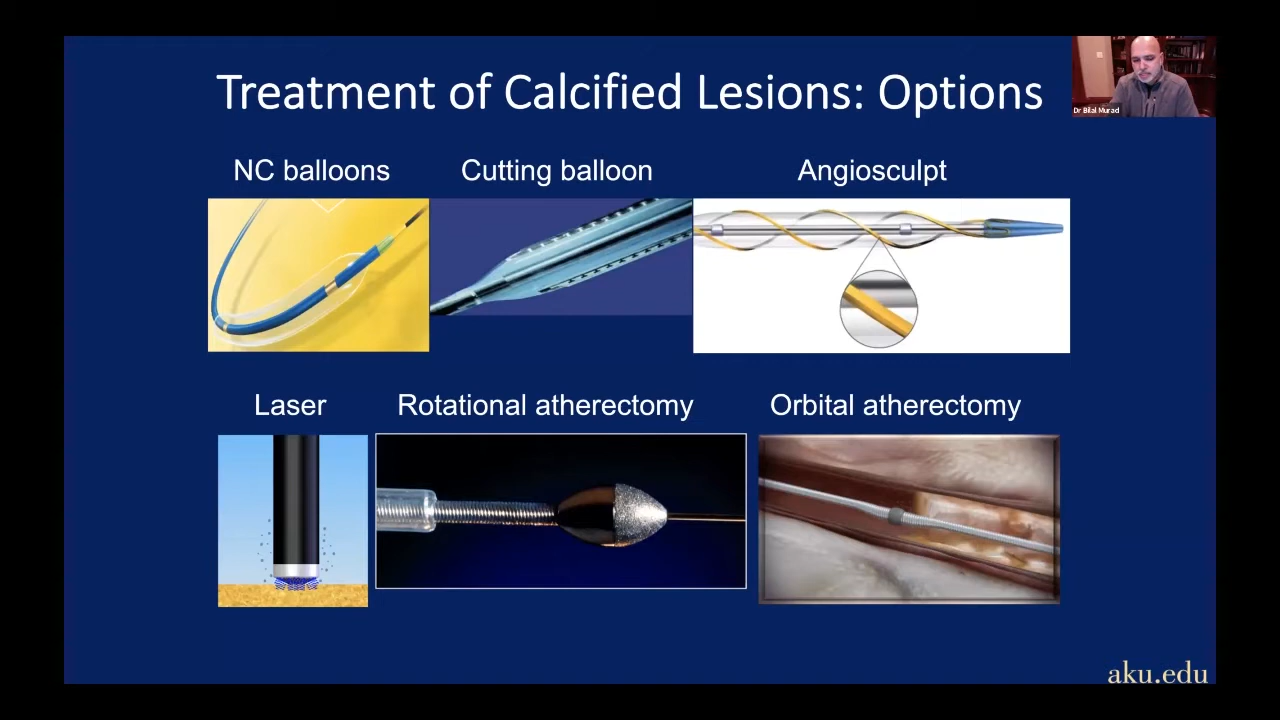 Treatment of Calcified Lesions: Options
Dr Bilal Murad
NC balloons
Cutting balloon
Angiosculpt
Laser
Rotational atherectomy
Orbital atherectomy
aku.edu